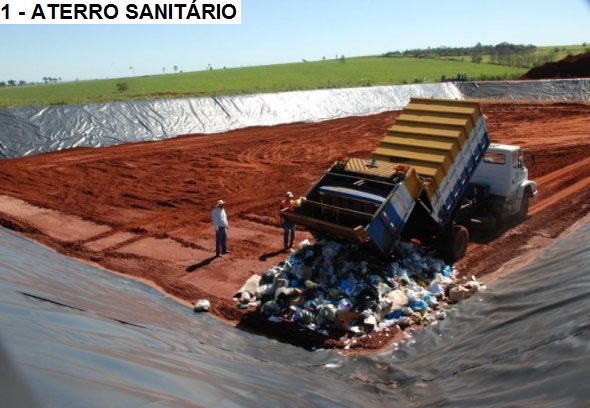 1 - ATERRO SANITÁRIO